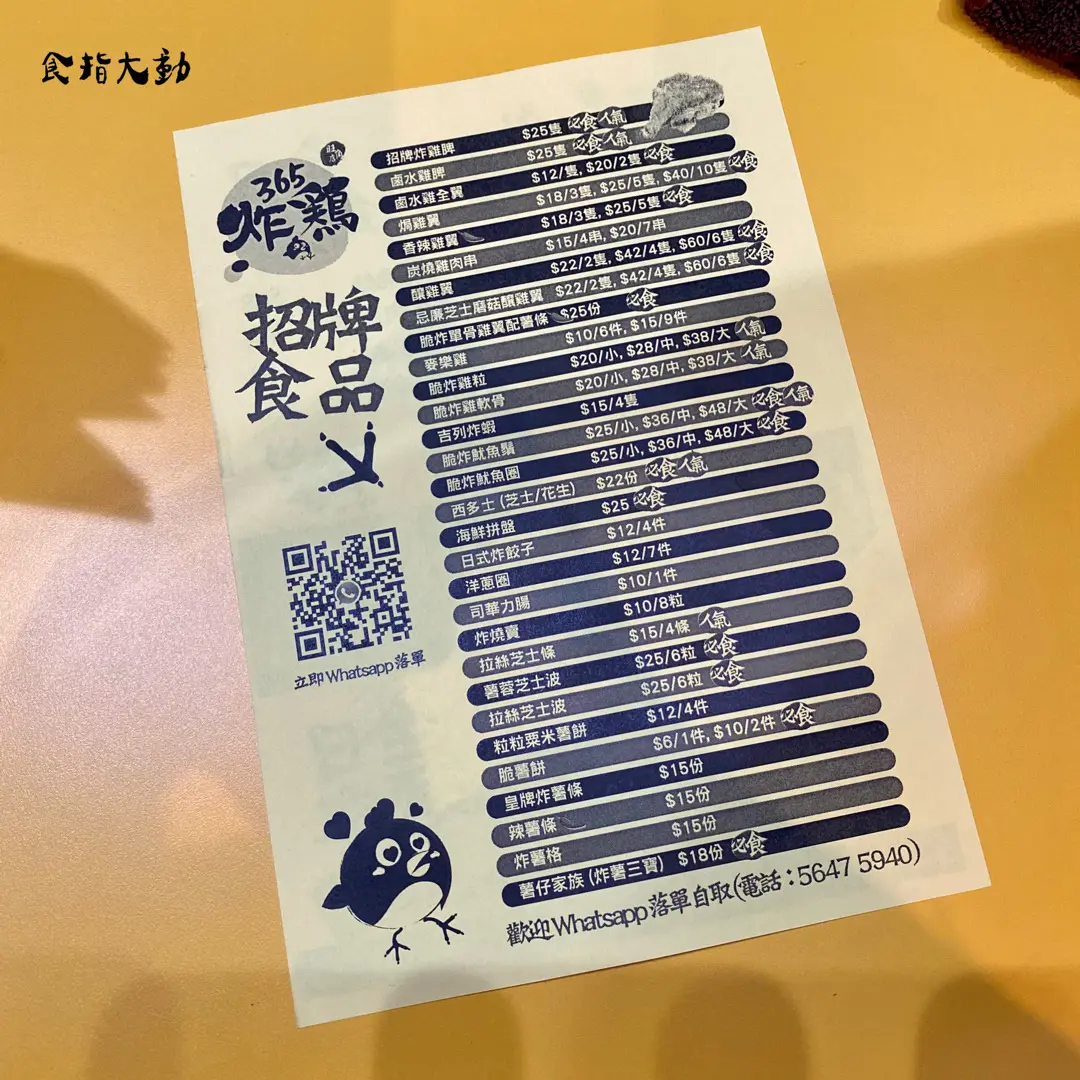 食指大動
旺角店
365
炸鶏
招牌
食品
立即Whatsapp落單
招牌炸雞脾 $25隻 必食 人氣
鹵水雞脾 $25隻 必食 人氣
鹵水雞全翼 $12/隻, $20/2隻 必食
焗雞翼 $18/3隻, $25/5隻, $40/10隻 必食
香辣雞翼 $18/3隻, $25/5隻 必食
炭燒雞肉串 $15/4串, $20/7串
釀雞翼 $22/2隻, $42/4隻, $60/6隻 必食
忌廉芝士磨菇釀雞翼 $22/2隻, $42/4隻, $60/6隻 必食
脆炸單骨雞翼配薯條 $25份 必食
麥樂雞 $10/6件, $15/9件
脆炸雞粒 $20/小, $28/中, $38/大 人氣
脆炸雞軟骨 $20/小, $28/中, $38/大 人氣
吉列炸蝦 $15/4隻
脆炸魷魚鬚 $25/小, $36/中, $48/大 必食 人氣
脆炸魷魚圈 $25/小, $36/中, $48/大 必食
西多士 (芝士/花生) $22份 必食 人氣
海鮮拼盤 $25 必食
日式炸餃子 $12/4件
洋蔥圈 $12/7件
司華力腸 $10/1件
炸燒賣 $10/8粒
拉絲芝士條 $15/4條 人氣
薯蓉芝士波 $25/6粒 必食
拉絲芝士波 $25/6粒 必食
粒粒粟米薯餅 $12/4件
脆薯餅 $6/1件, $10/2件 必食
皇牌炸薯條 $15份
辣薯條 $15份
炸薯格 $15份
薯仔家族 (炸薯三寶) $18份 必食
歡迎Whatsapp落單自取(電話：5647 5940)